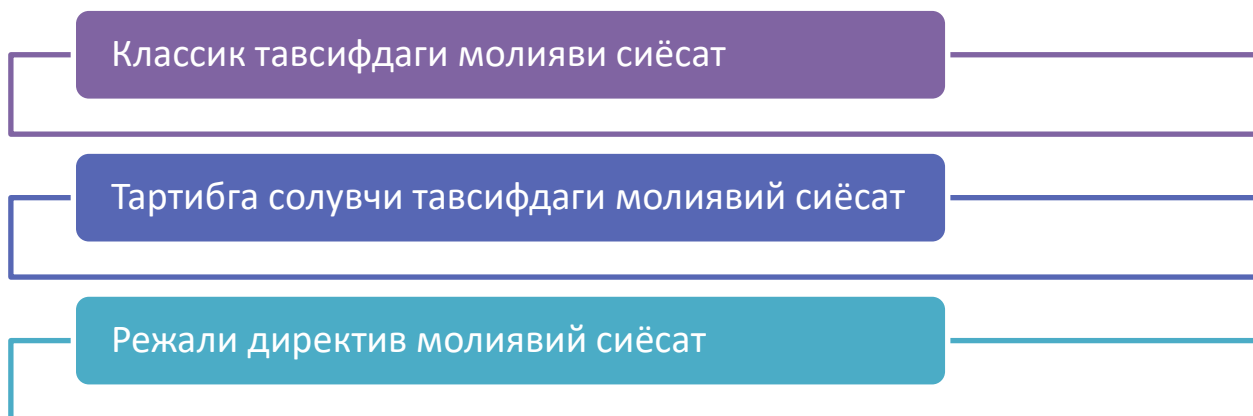 Классик тавсифдаги молияви сиёсат
Тартибга солувчи тавсифдаги молиявий сиёсат
Режали директив молиявий сиёсат